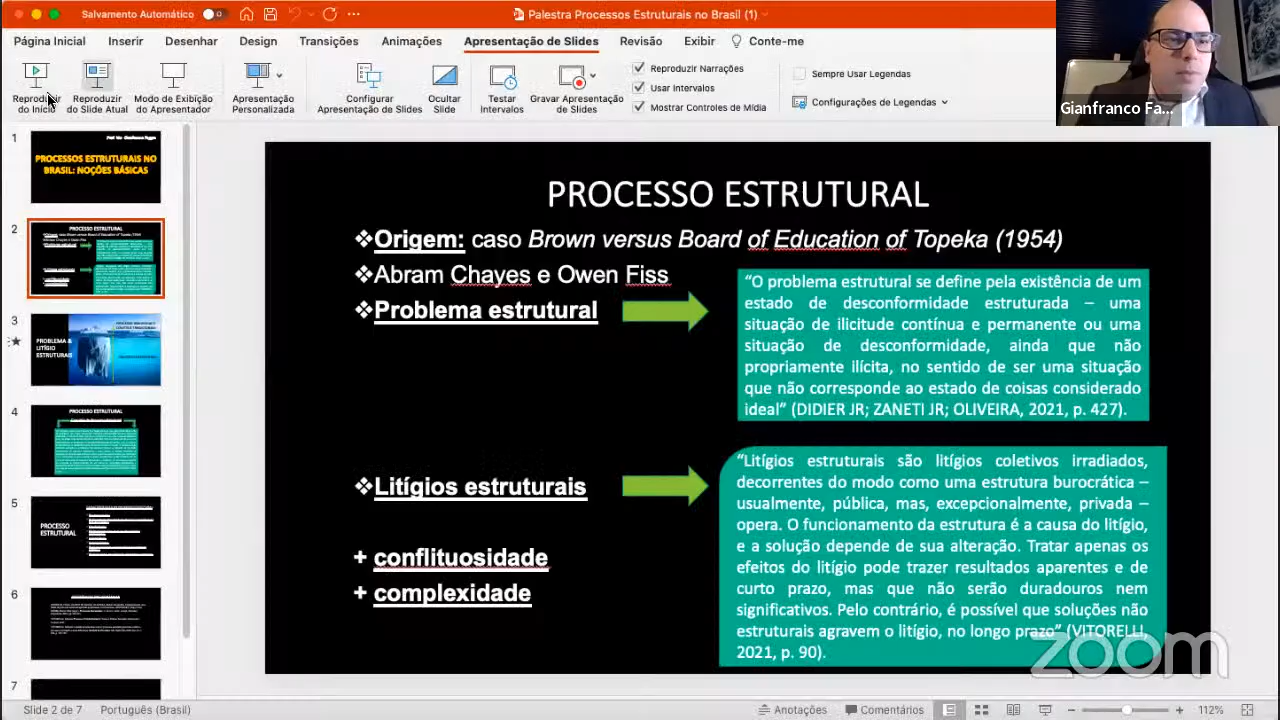 Salvamento Automático
Palestra Processos Estruturais no Brasil (1)
Página Inicial
Inserir
Desenhar
Design
Transições
Apresentação de Slides
Revisão
Exibir
Conte-me
Reproduzir do Início
Reproduzir do Slide Atual
Modo de Exibição do Apresentador
Apresentação Personalizada
Configurar Apresentação de Slides
Ocultar Slide
Testar Intervalos
Gravar Apresentação de Slides
Reproduzir Narrações
Usar Intervalos
Mostrar Controles de Mídia
Sempre Usar Legendas
Configurações de Legendas
Gianfranco Fa...
1
PROCESSOS ESTRUTURAIS NO
BRASIL: NOÇÕES BÁSICAS
2
PROCESSO ESTRUTURAL
3
PROBLEMA &
LITÍGIO
ESTRUTURAIS
4
PROCESSO ESTRUTURAL
5
PROCESSO
ESTRUTURAL
6
7
PROCESSO ESTRUTURAL
❖Origem: caso Brown versus Board of Education of Topeka (1954)
❖Abram Chayes e Owen Fiss
❖Problema estrutural
“O problema estrutural se define pela existência de um
estado de desconformidade estruturada – uma
situação de ilicitude contínua e permanente ou uma
situação de desconformidade, ainda que não
propriamente ilícita, no sentido de ser uma situação
que não corresponde ao estado de coisas considerado
ideal” (DIDIER JR; ZANETI JR; OLIVEIRA, 2021, p. 427).
❖Litígios estruturais
“Litígios estruturais são litígios coletivos irradiados,
decorrentes do modo como uma estrutura burocrática –
usualmente, pública, mas, excepcionalmente, privada –
opera. O funcionamento da estrutura é a causa do litígio,
e a solução depende de sua alteração. Tratar apenas os
efeitos do litígio pode trazer resultados aparentes e de
curto prazo, mas que não serão duradouros nem
significativos. Pelo contrário, é possível que soluções não
estruturais agravem o litígio, no longo prazo” (VITORELLI,
2021, p. 90).
+ conflituosidade
+ complexidade
zoom
Slide 2 de 7
Português (Brasil)
Anotações
Comentários
112%